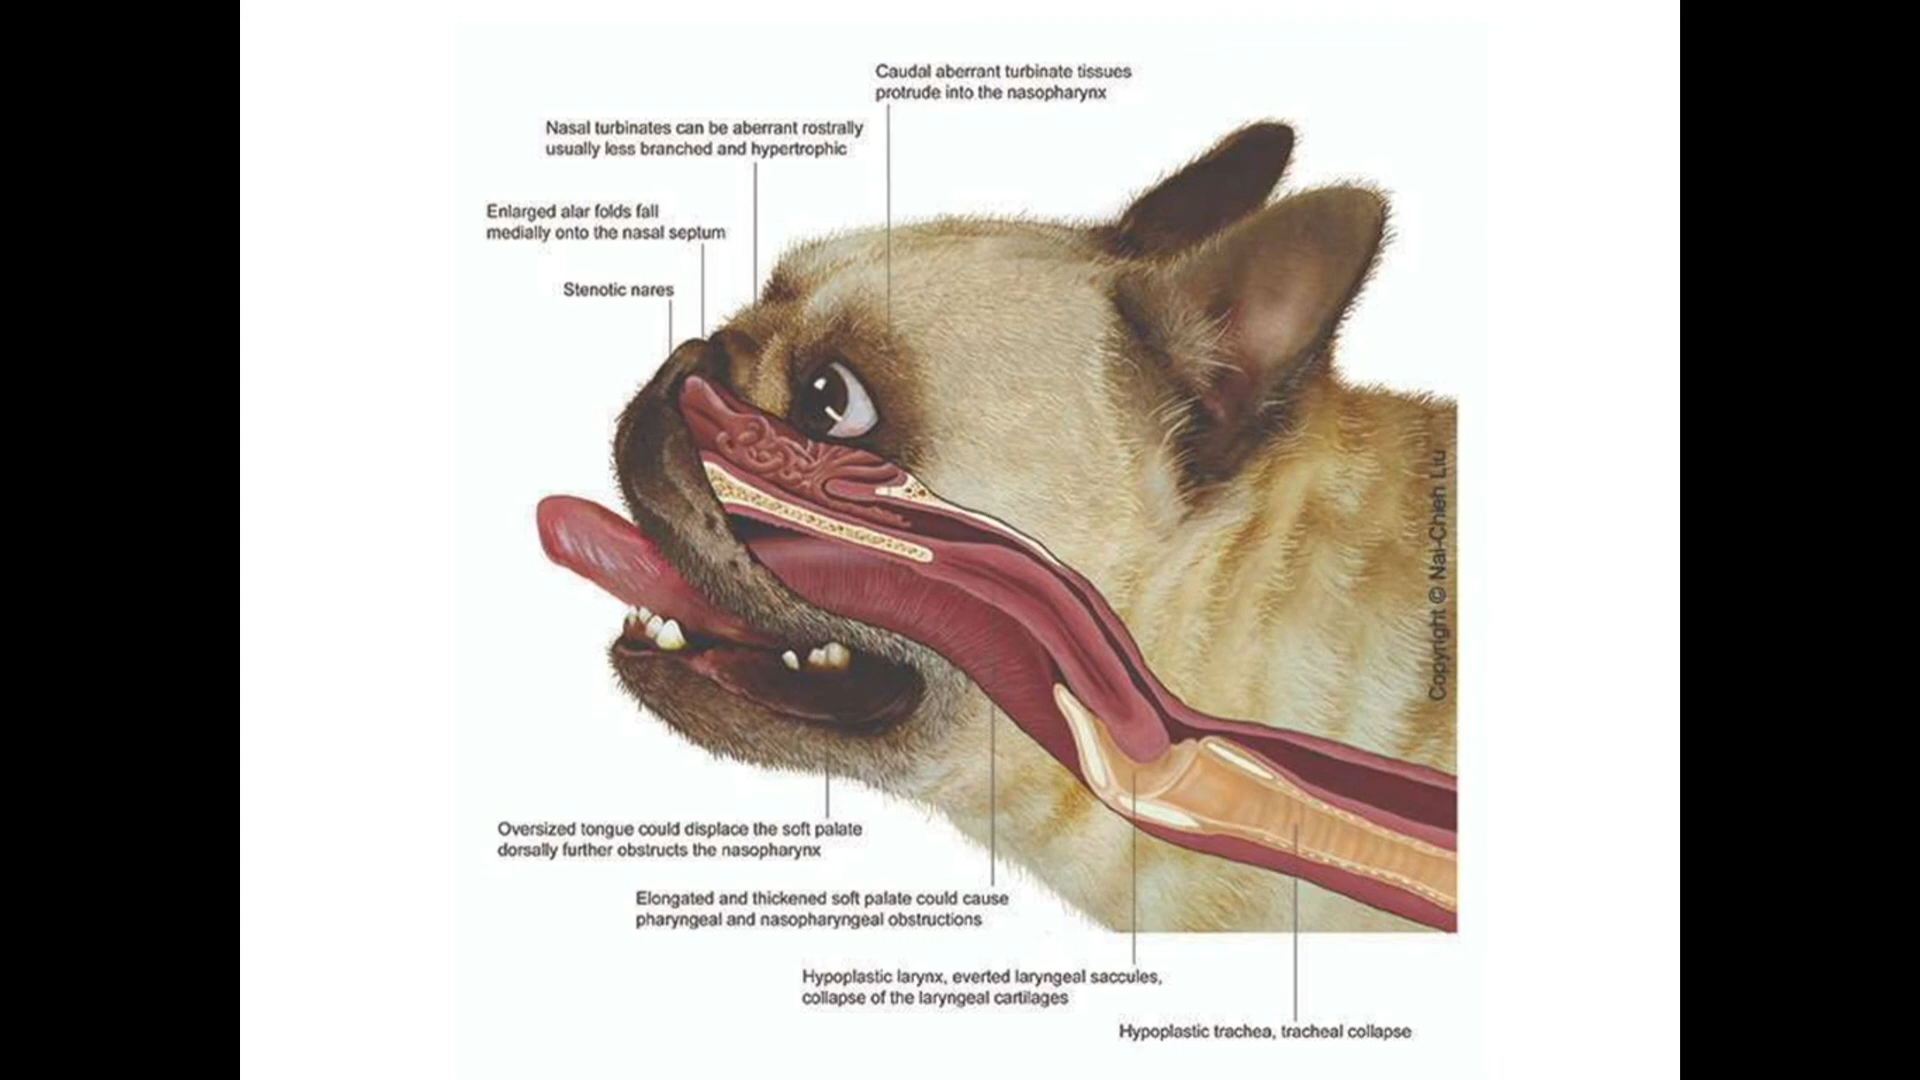 Caudal aberrant turbinate tissues
protrude into the nasopharynx
Nasal turbinates can be aberrant rostrally
usually less branched and hypertrophic
Enlarged alar folds fall
medially onto the nasal septum
Stenotic nares
Oversized tongue could displace the soft palate
dorsally further obstructs the nasopharynx
Elongated and thickened soft palate could cause
pharyngeal and nasopharyngeal obstructions
Hypoplastic larynx, everted laryngeal saccules,
collapse of the laryngeal cartilages
Hypoplastic trachea, tracheal collapse
Copyright © Nai-Chieh Liu